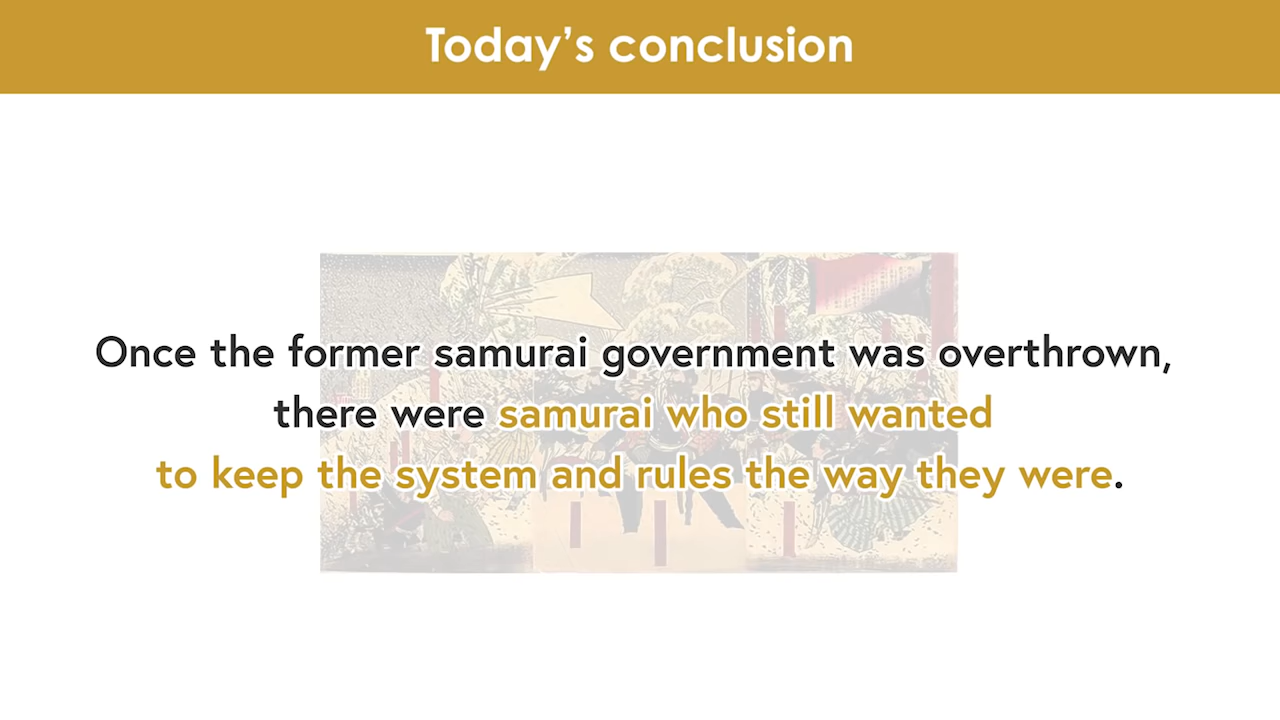 Today’s conclusion
Once the former samurai government was overthrown,
there were samurai who still wanted
to keep the system and rules the way they were.